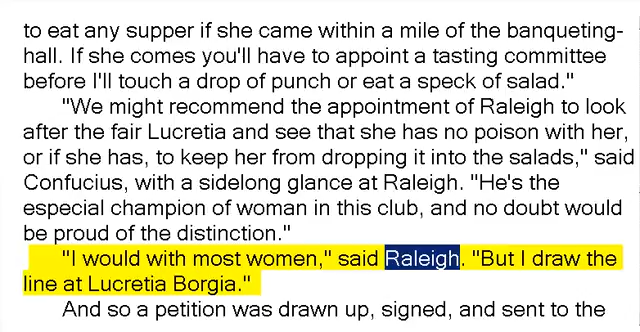 to eat any supper if she came within a mile of the banqueting-
hall. If she comes you'll have to appoint a tasting committee
before I'll touch a drop of punch or eat a speck of salad."
"We might recommend the appointment of Raleigh to look
after the fair Lucretia and see that she has no poison with her,
or if she has, to keep her from dropping it into the salads," said
Confucius, with a sidelong glance at Raleigh. "He's the
especial champion of woman in this club, and no doubt would
be proud of the distinction."
"I would with most women," said Raleigh. "But I draw the
line at Lucretia Borgia."
And so a petition was drawn up, signed, and sent to the